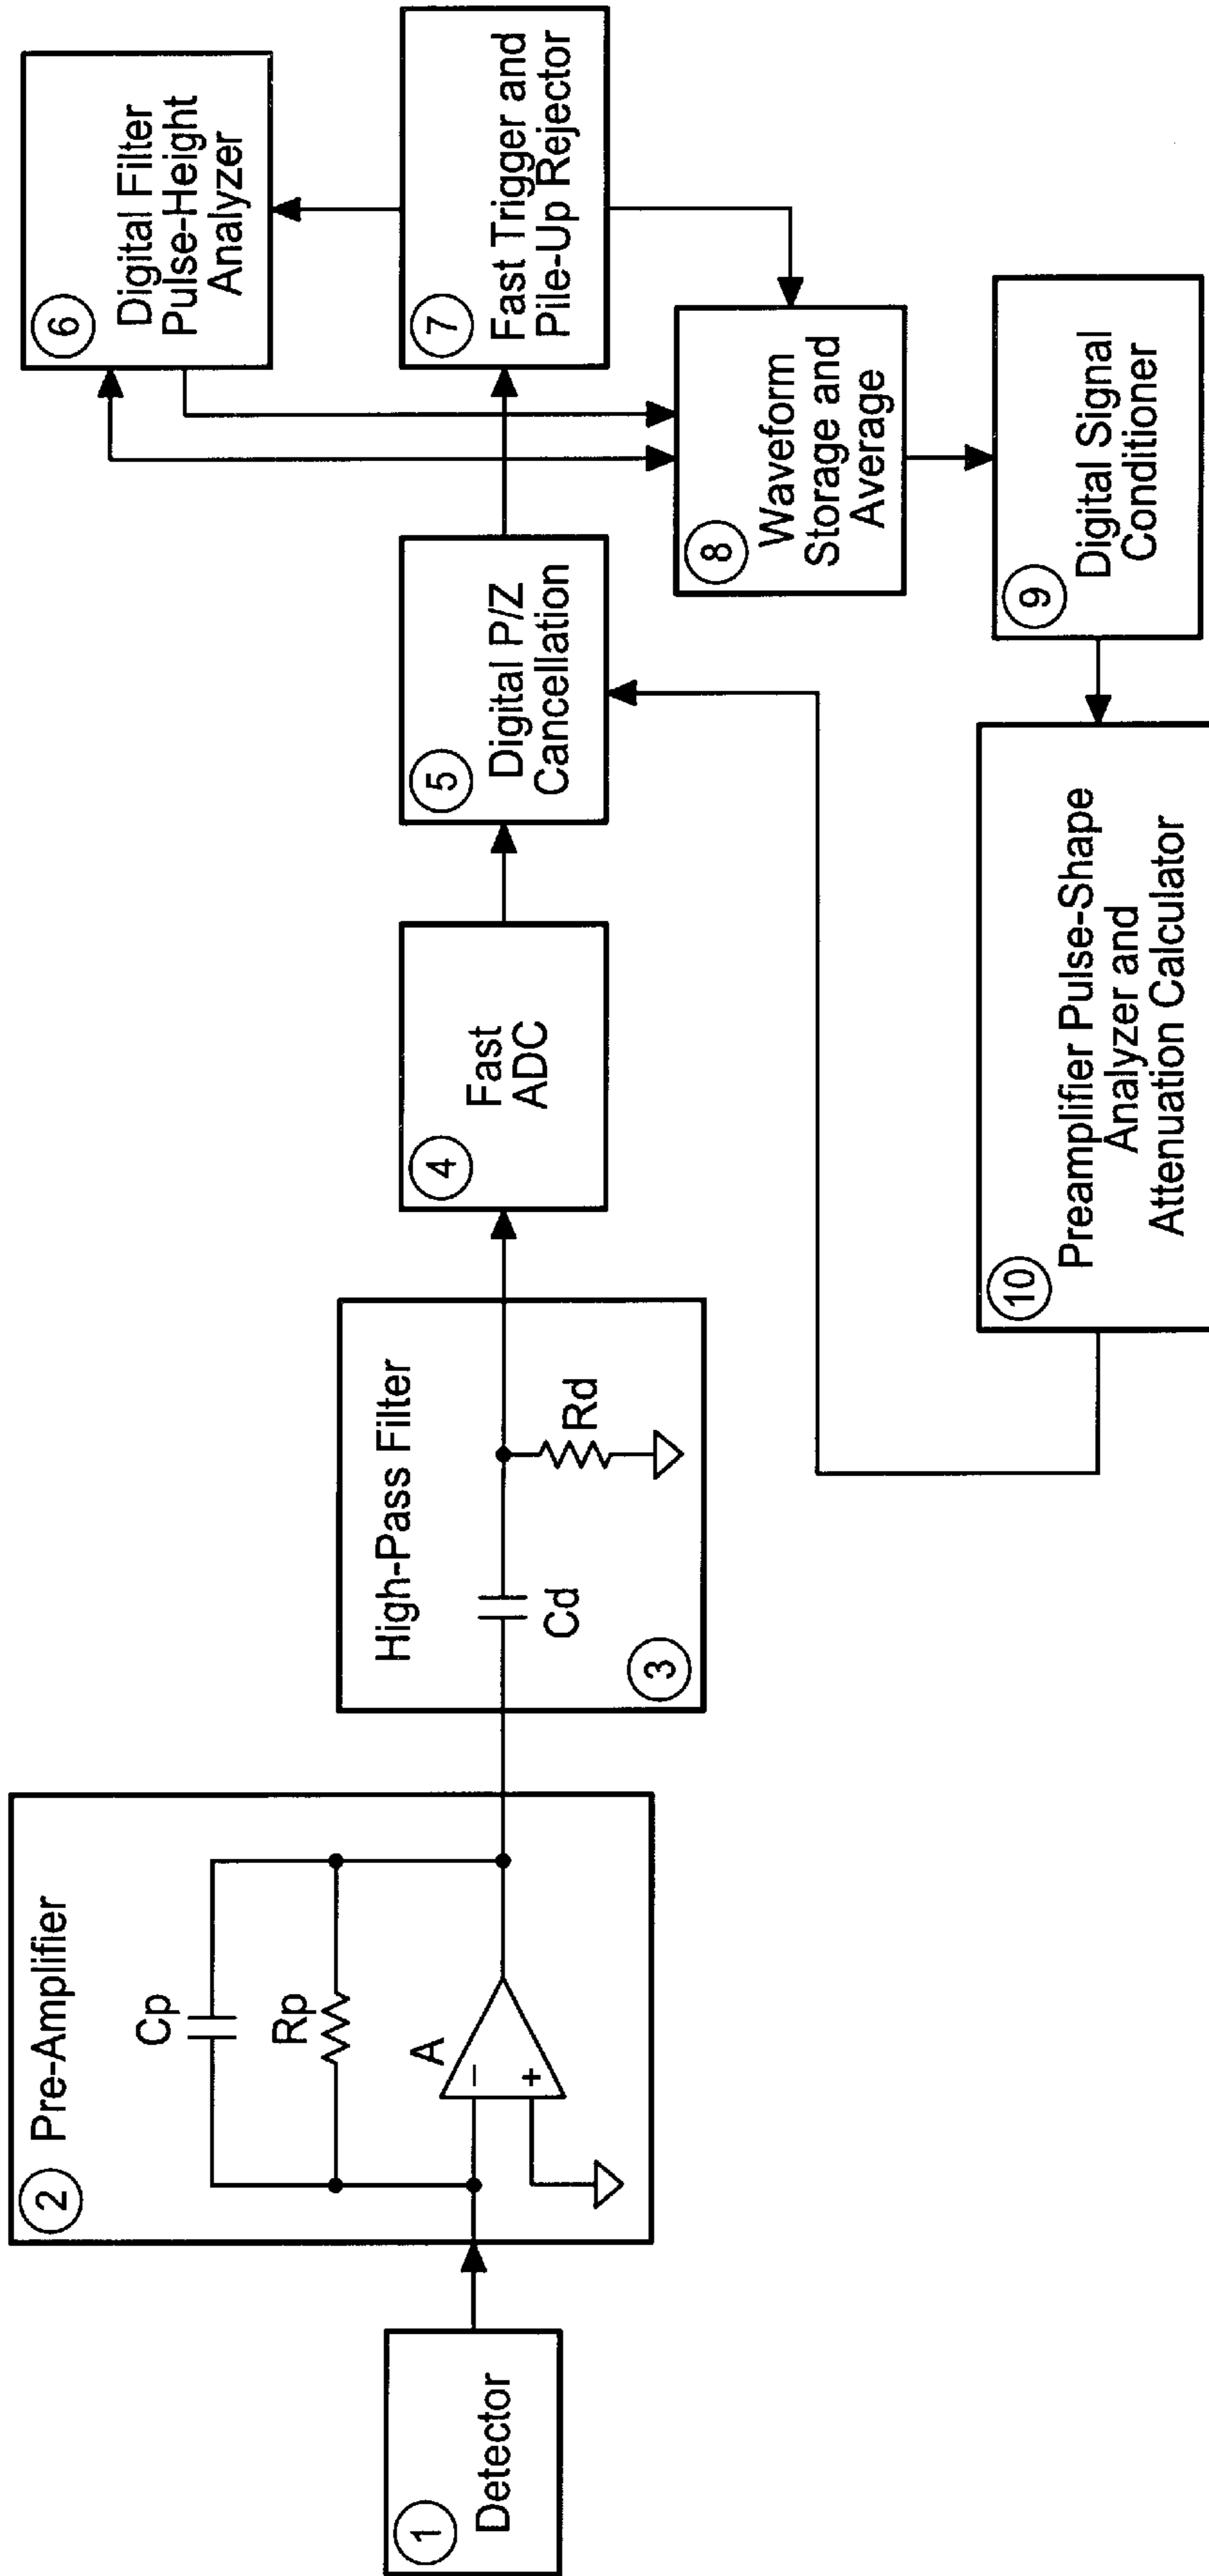 1
Detector
2
Pre-Amplifier
Cp
Rp
A
−
+
High-Pass Filter
Cd
Rd
3
4
Fast
ADC
5
Digital P/Z
Cancellation
6
Digital Filter
Pulse-Height
Analyzer
7
Fast Trigger and
Pile-Up Rejector
8
Waveform
Storage and
Average
9
Digital Signal
Conditioner
10
Preamplifier Pulse-Shape
Analyzer and
Attenuation Calculator